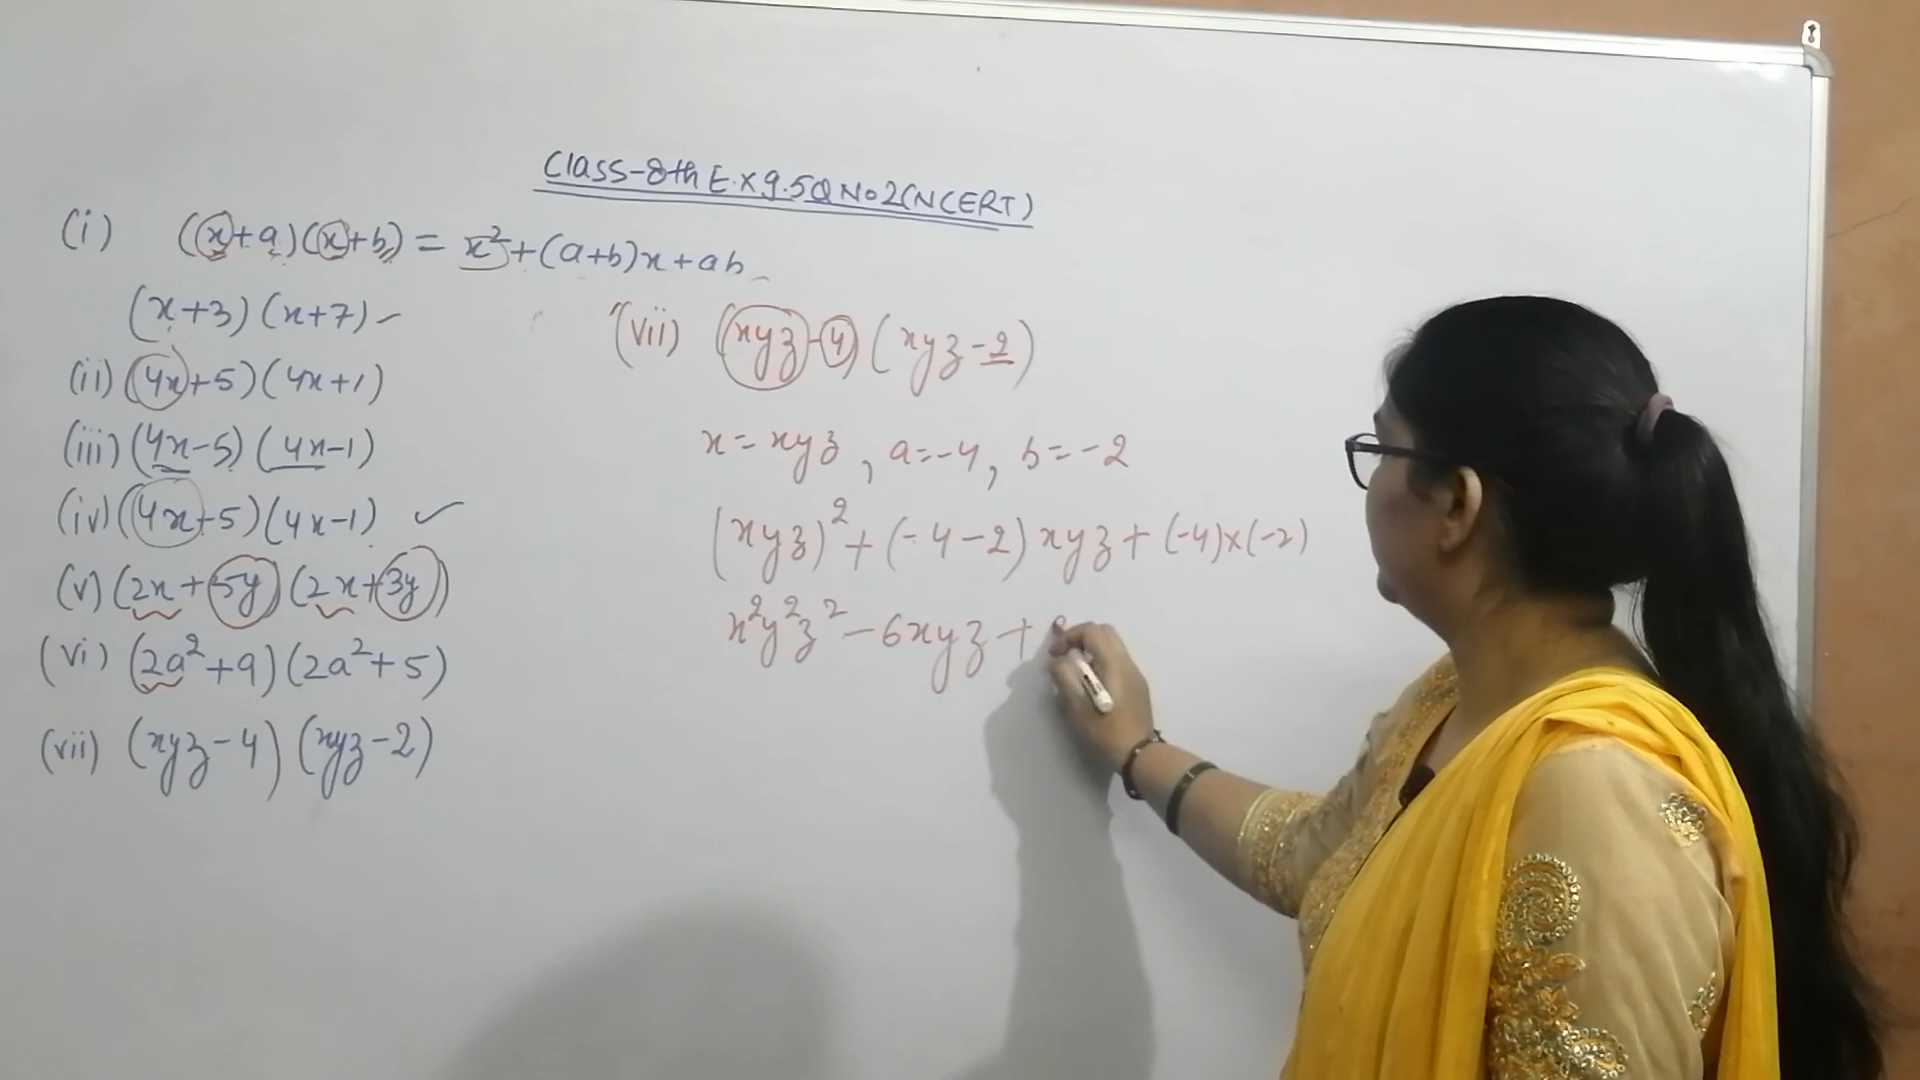 Class-8th E.x 9.5 Q No 2 (NCERT)
(i) (x+a)(x+b) = x²+(a+b)x+ab
(x+3)(x+7)
(ii) (4x+5)(4x+1)
(iii) (4x-5)(4x-1)
(iv) (4x+5)(4x-1) ✓
(v) (2x+5y)(2x+3y)
(vi) (2a²+9)(2a²+5)
(vii) (xyz-4)(xyz-2)
(vii) (xyz-4)(xyz-2)
x=xyz, a=-4, b=-2
(xyz)²+(-4-2)xyz+(-4)×(-2)
x²y²z²-6xyz+